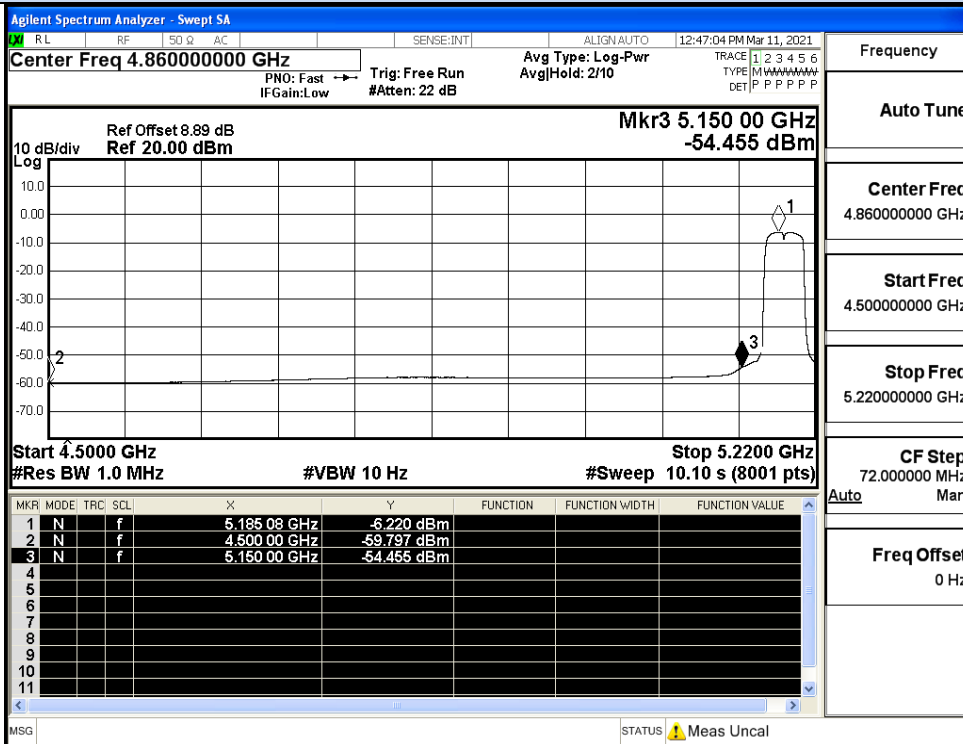 Agilent Spectrum Analyzer - Swept SA
LXI RL RF 50 Ω AC SENSE:INT ALIGN AUTO 12:47:04 PM Mar 11, 2021
Center Freq 4.860000000 GHz
PNO: Fast
IFGain:Low
Trig: Free Run
#Atten: 22 dB
Avg Type: Log-Pwr
Avg|Hold: 2/10
TRACE 1 2 3 4 5 6
TYPE M W W W W W
DET P P P P P P
Mkr3 5.150 00 GHz
-54.455 dBm
Ref Offset 8.89 dB
10 dB/div Ref 20.00 dBm
Log
10.0
0.00
-10.0
-20.0
-30.0
-40.0
-50.0
-60.0
-70.0
1
2
3
Start 4.5000 GHz Stop 5.2200 GHz
#Res BW 1.0 MHz #VBW 10 Hz #Sweep 10.10 s (8001 pts)
MKR MODE TRC SCL X Y FUNCTION FUNCTION WIDTH FUNCTION VALUE
1 N f 5.185 08 GHz -6.220 dBm
2 N f 4.500 00 GHz -59.797 dBm
3 N f 5.150 00 GHz -54.455 dBm
4
5
6
7
8
9
10
11
MSG STATUS Meas Uncal
Frequency
Auto Tune
Center Freq
4.860000000 GHz
Start Freq
4.500000000 GHz
Stop Freq
5.220000000 GHz
CF Step
72.000000 MHz
Auto Man
Freq Offset
0 Hz